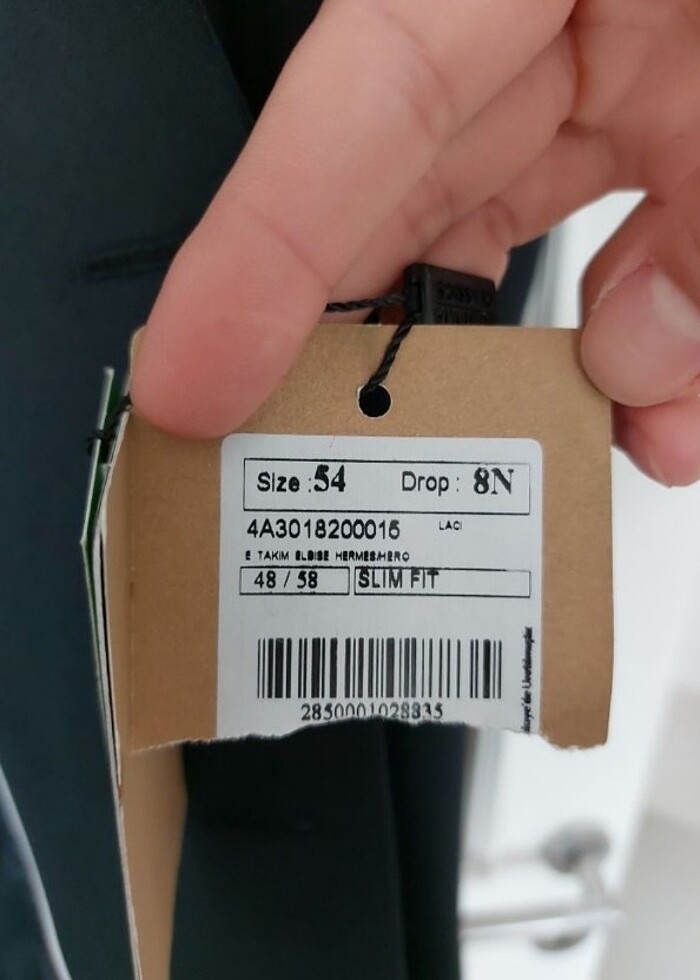 Size :54 Drop : 8N
4A3018200015 LACI
E TAKIM ELBISE HERMES/HERO
48 / 58 SLIM FIT
2850001028835